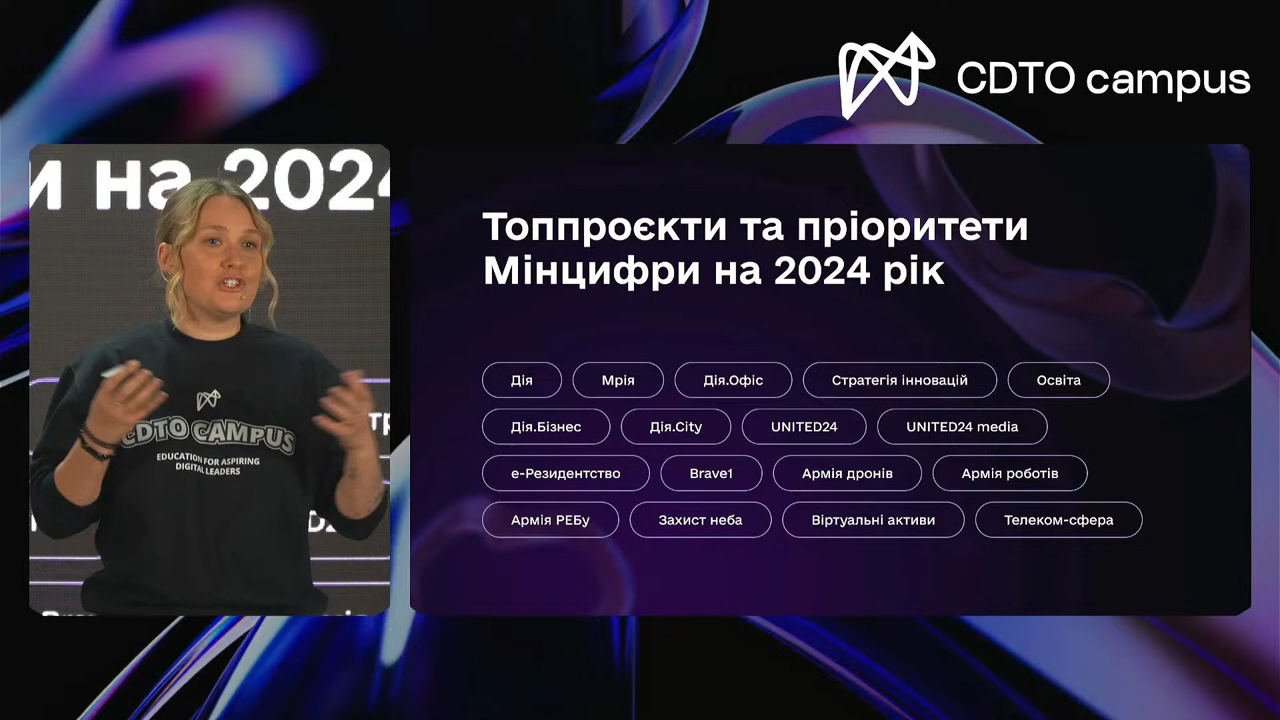 CDTO campus
и на 2024
CDTO CAMPUS
EDUCATION FOR ASPIRING
DIGITAL LEADERS
Топпроєкти та пріоритети
Мінцифри на 2024 рік
Дія Мрія Дія.Офіс Стратегія інновацій Освіта
Дія.Бізнес Дія.City UNITED24 UNITED24 media
е-Резидентство Brave1 Армія дронів Армія роботів
Армія РЕБу Захист неба Віртуальні активи Телеком-сфера